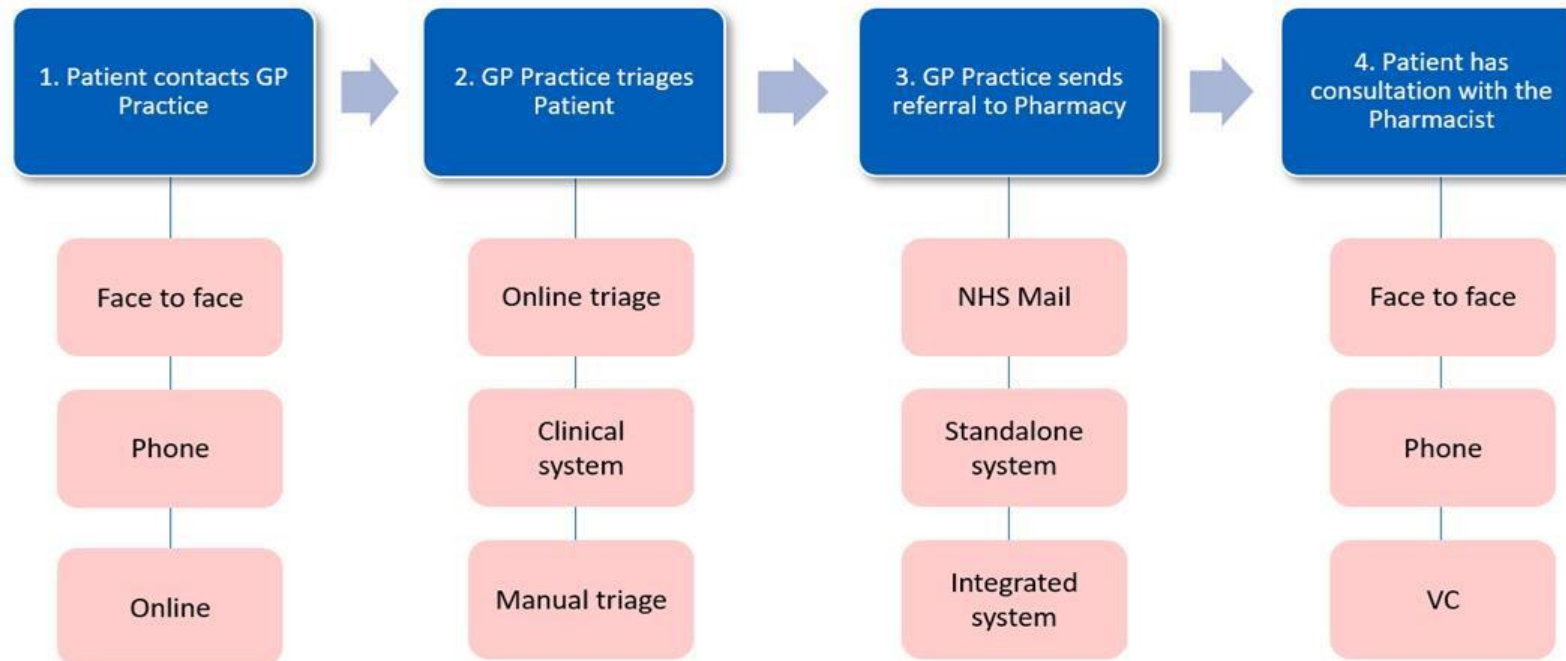 1. Patient contacts GP
Practice
2. GP Practice triages
Patient
3. GP Practice sends
referral to Pharmacy
4. Patient has
consultation with the
Pharmacist
Face to face
Phone
Online
Online triage
Clinical
system
Manual triage
NHS Mail
Standalone
system
Integrated
system
Face to face
Phone
VC